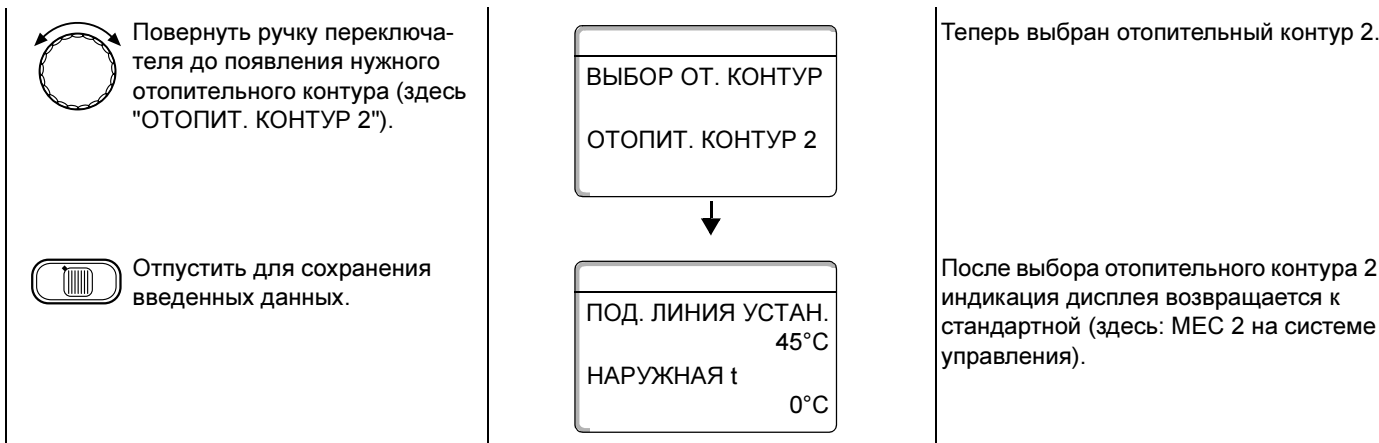 Повернуть ручку переключа-
теля до появления нужного
отопительного контура (здесь
"ОТОПИТ. КОНТУР 2").
ВЫБОР ОТ. КОНТУР
ОТОПИТ. КОНТУР 2
Теперь выбран отопительный контур 2.
Отпустить для сохранения
введенных данных.
ПОД. ЛИНИЯ УСТАН.
45°C
НАРУЖНАЯ t
0°C
После выбора отопительного контура 2
индикация дисплея возвращается к
стандартной (здесь: MEC 2 на системе
управления).